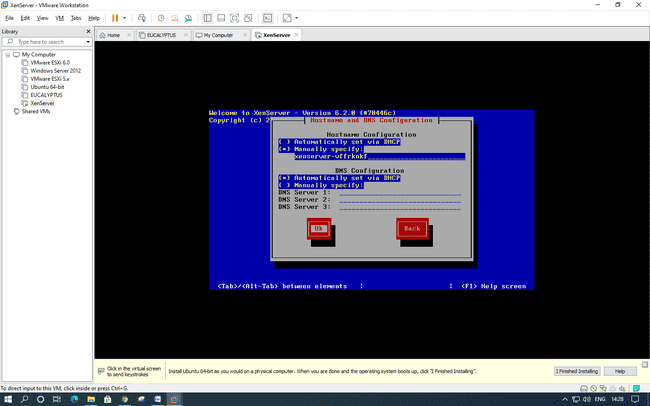 XenServer - VMware Workstation
File Edit View VM Tabs Help
Library
Type here to search
My Computer
VMware ESXi 6.0
Windows Server 2012
VMware ESXi 5.x
Ubuntu 64-bit
EUCALYPTUS
XenServer
Shared VMs
Home EUCALYPTUS My Computer XenServer
Welcome to XenServer - Version 6.2.0 (#70446c)
Copyright (c) 2
Hostname and DNS Configuration
Hostname Configuration
( ) Automatically set via DHCP
(*) Manually specify:
xenserver-vffrknkf
DNS Configuration
(*) Automatically set via DHCP
( ) Manually specify:
DNS Server 1:
DNS Server 2:
DNS Server 3:
Ok Back
<Tab>/<Alt-Tab> between elements | | <F1> Help screen
Click in the virtual screen
to send keystrokes
Install Ubuntu 64-bit as you would on a physical computer. When you are done and the operating system boots up, click "I Finished Installing".
I Finished Installing Help
To direct input to this VM, click inside or press Ctrl+G.
ENG 14:28